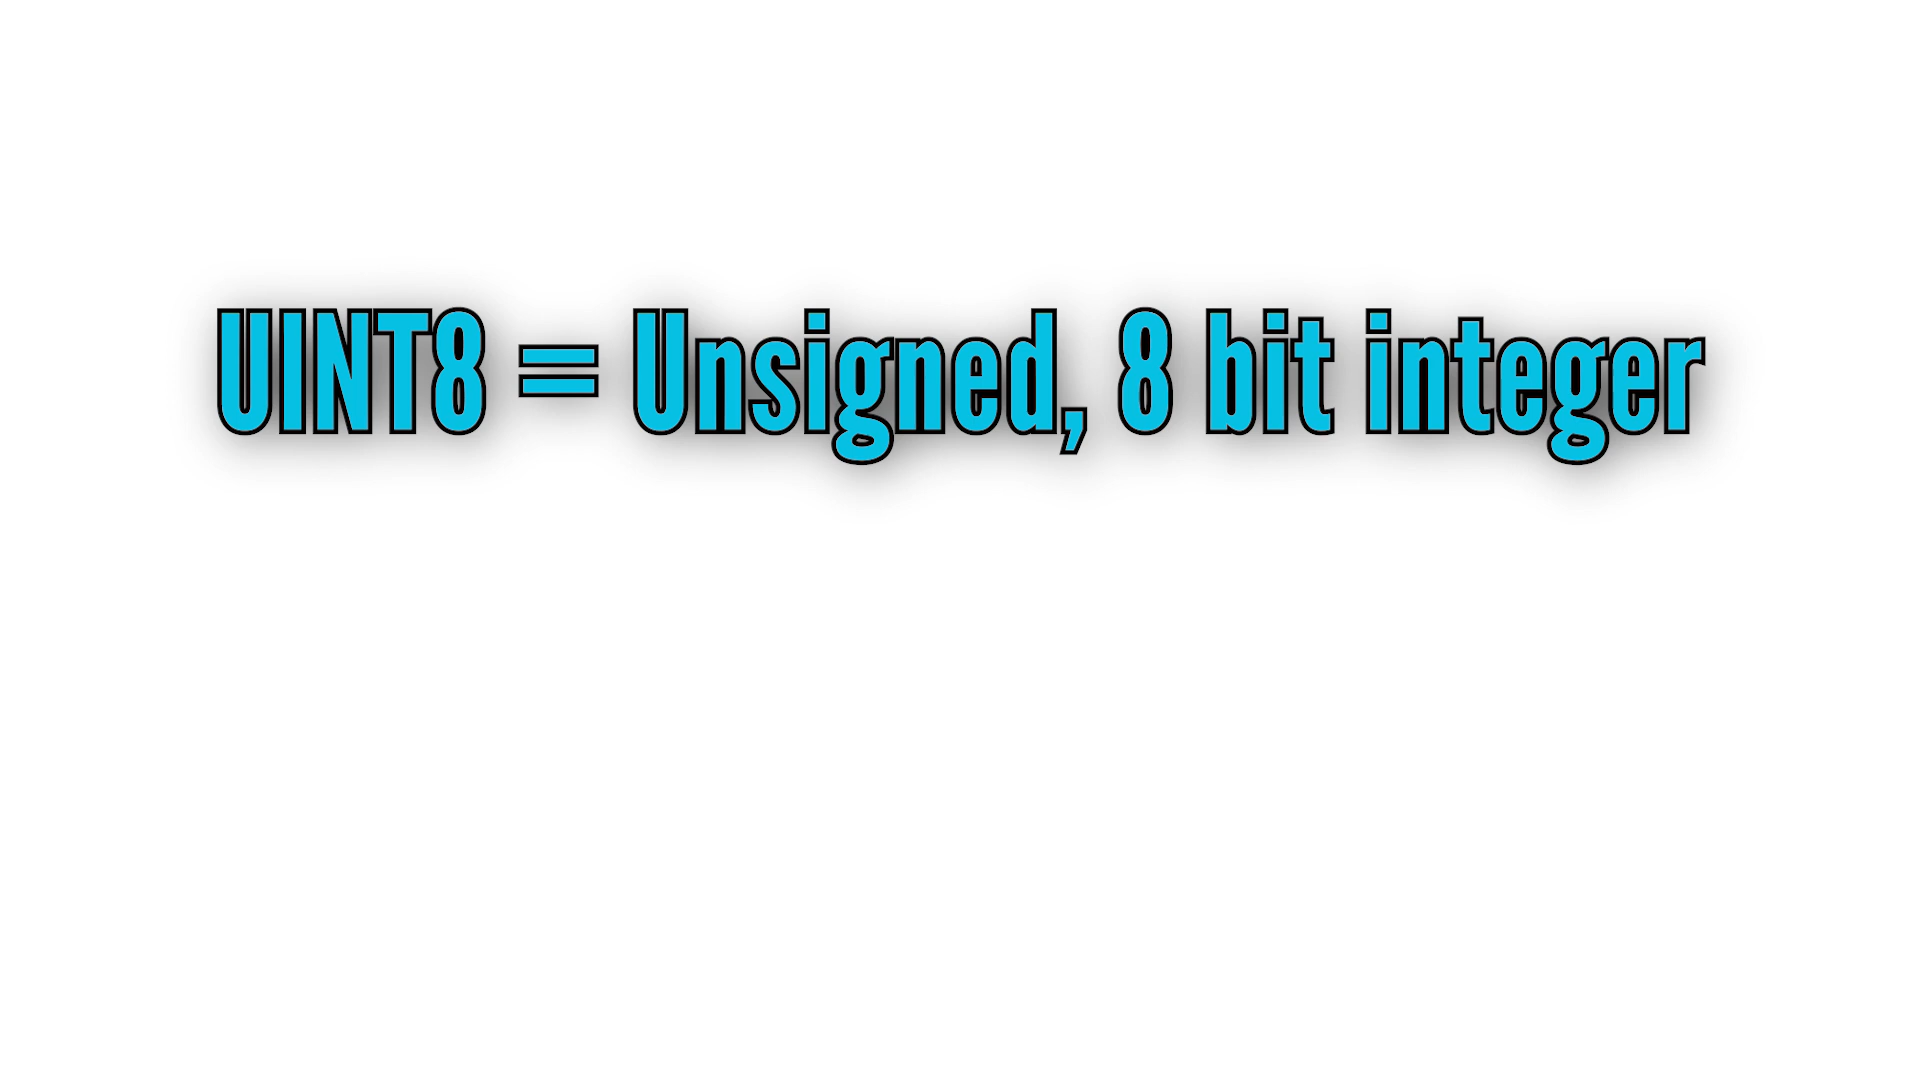 UINT8 = Unsigned, 8 bit integer